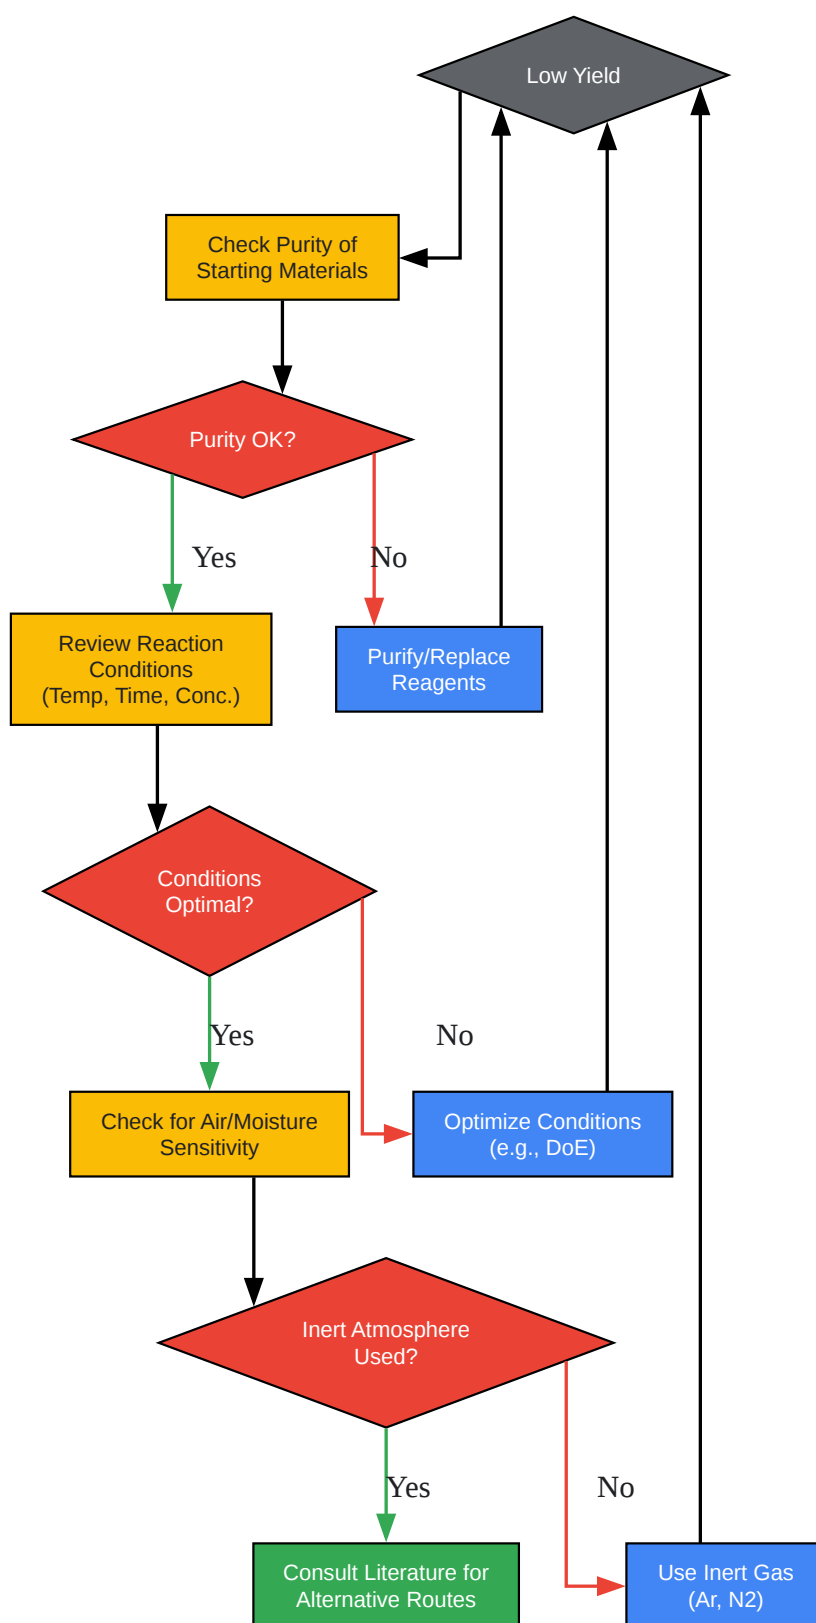 Low Yield
Check Purity of
Starting Materials
Purity OK?
Yes
No
Review Reaction
Conditions
(Temp, Time, Conc.)
Purify/Replace
Reagents
Conditions
Optimal?
Yes
No
Check for Air/Moisture
Sensitivity
Optimize Conditions
(e.g., DoE)
Inert Atmosphere
Used?
Yes
No
Consult Literature for
Alternative Routes
Use Inert Gas
(Ar, N2)